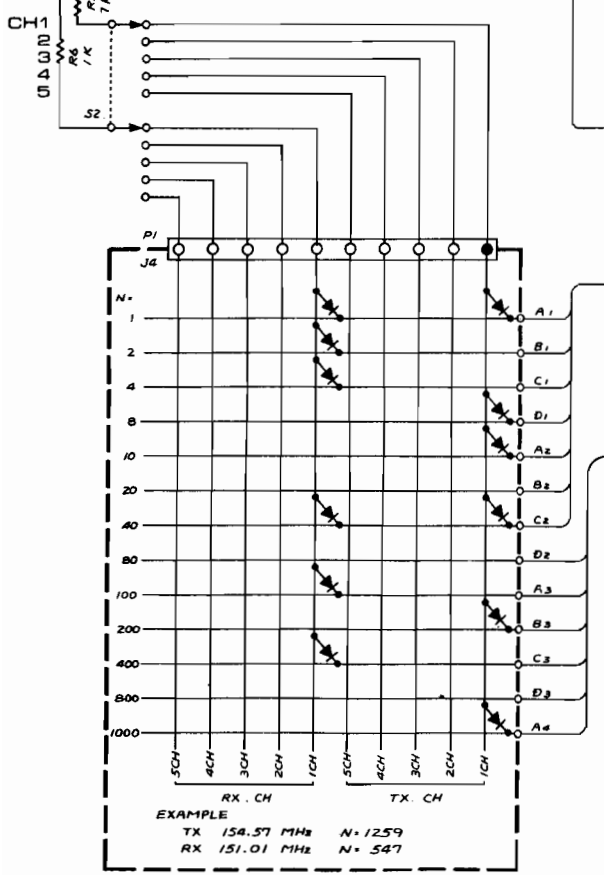 CH1
2
3
4
5
R6
1K
S2
P1
J4
N=
1 A1
2 B1
4 C1
8 D1
10 A2
20 B2
40 C2
80 D2
100 A3
200 B3
400 C3
800 D3
1000 A4
5CH 4CH 3CH 2CH 1CH 5CH 4CH 3CH 2CH 1CH
RX. CH TX. CH
EXAMPLE
TX 154.57 MHz N=1259
RX 151.01 MHz N=547